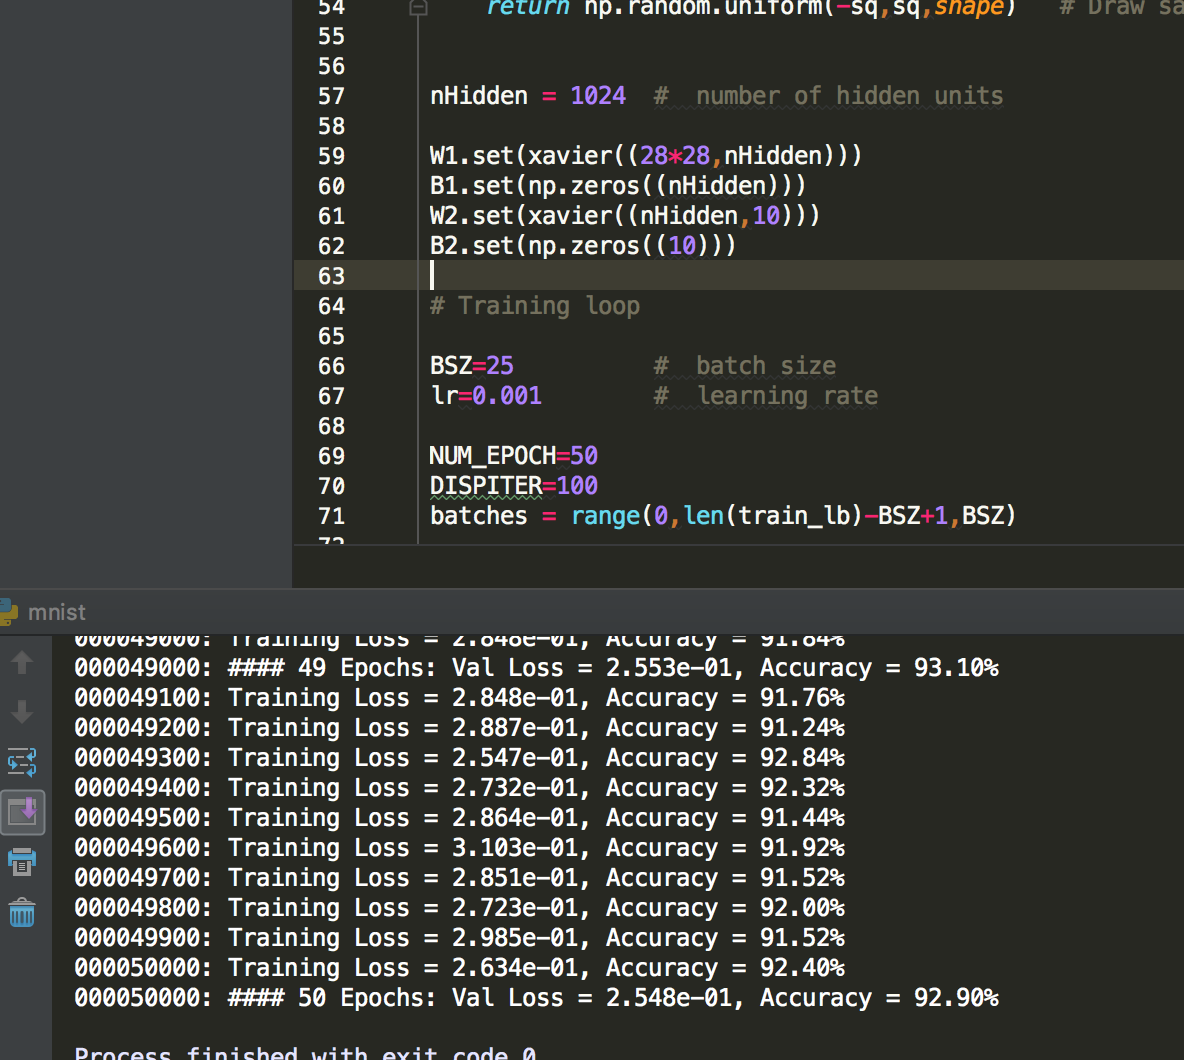 54 return np.random.uniform(-sq,sq,shape) # Draw sa
55
56
57 nHidden = 1024 # number of hidden units
58
59 W1.set(xavier((28*28,nHidden)))
60 B1.set(np.zeros((nHidden)))
61 W2.set(xavier((nHidden,10)))
62 B2.set(np.zeros((10)))
63
64 # Training loop
65
66 BSZ=25 # batch size
67 lr=0.001 # learning rate
68
69 NUM_EPOCH=50
70 DISPITER=100
71 batches = range(0,len(train_lb)-BSZ+1,BSZ)
72
mnist
000049000: Training Loss = 2.848e-01, Accuracy = 91.84%
000049000: #### 49 Epochs: Val Loss = 2.553e-01, Accuracy = 93.10%
000049100: Training Loss = 2.848e-01, Accuracy = 91.76%
000049200: Training Loss = 2.887e-01, Accuracy = 91.24%
000049300: Training Loss = 2.547e-01, Accuracy = 92.84%
000049400: Training Loss = 2.732e-01, Accuracy = 92.32%
000049500: Training Loss = 2.864e-01, Accuracy = 91.44%
000049600: Training Loss = 3.103e-01, Accuracy = 91.92%
000049700: Training Loss = 2.851e-01, Accuracy = 91.52%
000049800: Training Loss = 2.723e-01, Accuracy = 92.00%
000049900: Training Loss = 2.985e-01, Accuracy = 91.52%
000050000: Training Loss = 2.634e-01, Accuracy = 92.40%
000050000: #### 50 Epochs: Val Loss = 2.548e-01, Accuracy = 92.90%
Process finished with exit code 0